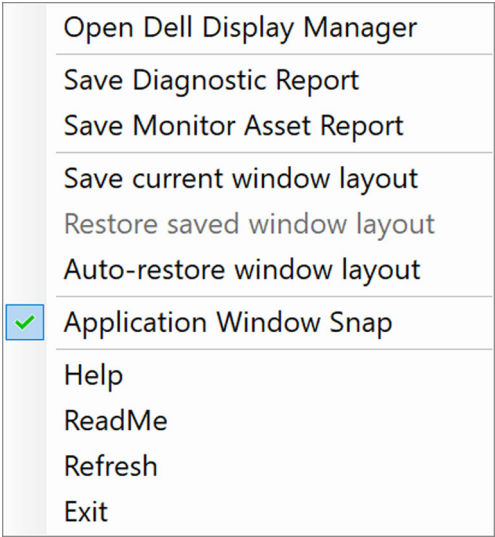 Open Dell Display Manager
Save Diagnostic Report
Save Monitor Asset Report
Save current window layout
Restore saved window layout
Auto-restore window layout
Application Window Snap
Help
ReadMe
Refresh
Exit